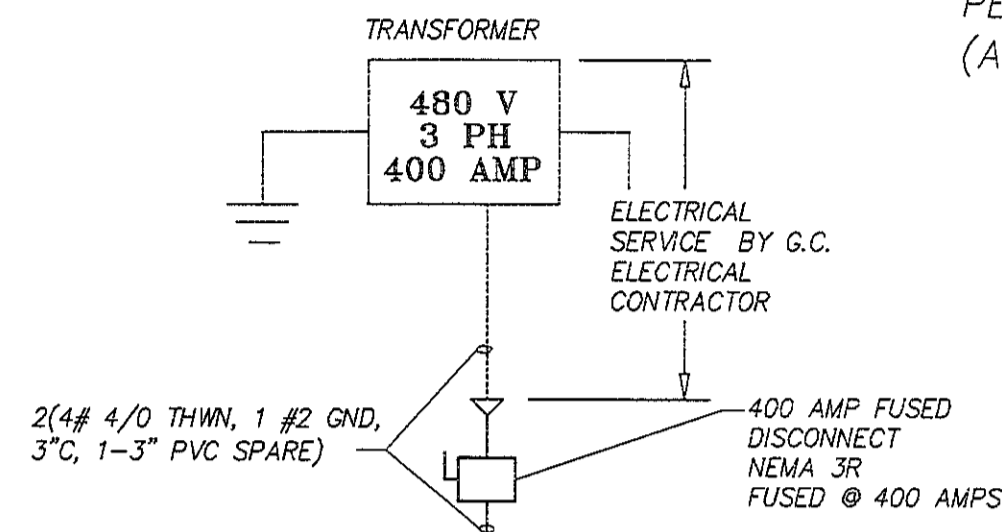 PE
(A
TRANSFORMER
480 V
3 PH
400 AMP
ELECTRICAL
SERVICE BY G.C.
ELECTRICAL
CONTRACTOR
2(4# 4/0 THWN, 1 #2 GND,
3"C, 1-3" PVC SPARE)
400 AMP FUSED
DISCONNECT
NEMA 3R
FUSED @ 400 AMPS